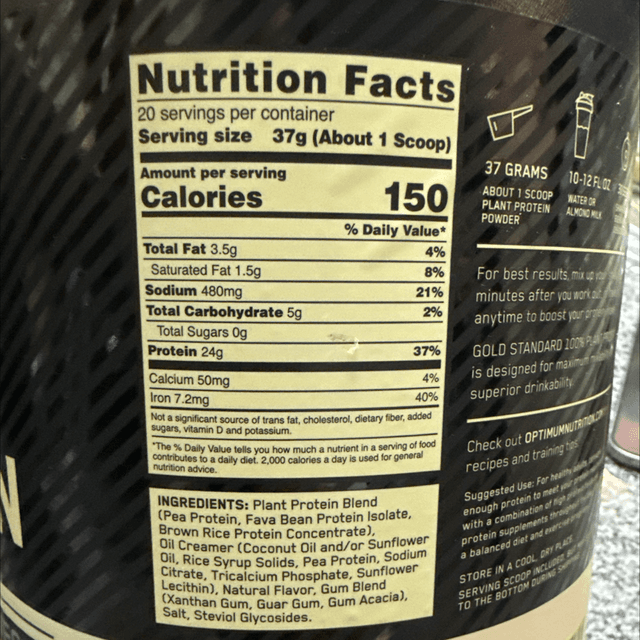 Nutrition Facts
20 servings per container
Serving size 37g (About 1 Scoop)
Amount per serving
Calories 150
% Daily Value*
Total Fat 3.5g 4%
Saturated Fat 1.5g 8%
Sodium 480mg 21%
Total Carbohydrate 5g 2%
Total Sugars 0g
Protein 24g 37%
Calcium 50mg 4%
Iron 7.2mg 40%
Not a significant source of trans fat, cholesterol, dietary fiber, added
sugars, vitamin D and potassium.
*The % Daily Value tells you how much a nutrient in a serving of food
contributes to a daily diet. 2,000 calories a day is used for general
nutrition advice.
INGREDIENTS: Plant Protein Blend
(Pea Protein, Fava Bean Protein Isolate,
Brown Rice Protein Concentrate),
Oil Creamer (Coconut Oil and/or Sunflower
Oil, Rice Syrup Solids, Pea Protein, Sodium
Citrate, Tricalcium Phosphate, Sunflower
Lecithin), Natural Flavor, Gum Blend
(Xanthan Gum, Guar Gum, Gum Acacia),
Salt, Steviol Glycosides.
N
37 GRAMS
ABOUT 1 SCOOP
PLANT PROTEIN
POWDER
10-12 FL OZ
WATER OR
ALMOND MILK
For best results, mix up
minutes after you work out
anytime to boost your
GOLD STANDARD 100%
is designed for
superior drinkability.
Check out OPTIMUMNUTRITION.COM
recipes and training tips.
Suggested Use: For healthy
enough protein to meet your
with a combination of high
protein supplements
a balanced diet and exercise
STORE IN A COOL, DRY PLACE.
SERVING SCOOP INCLUDED,
TO THE BOTTOM DURING